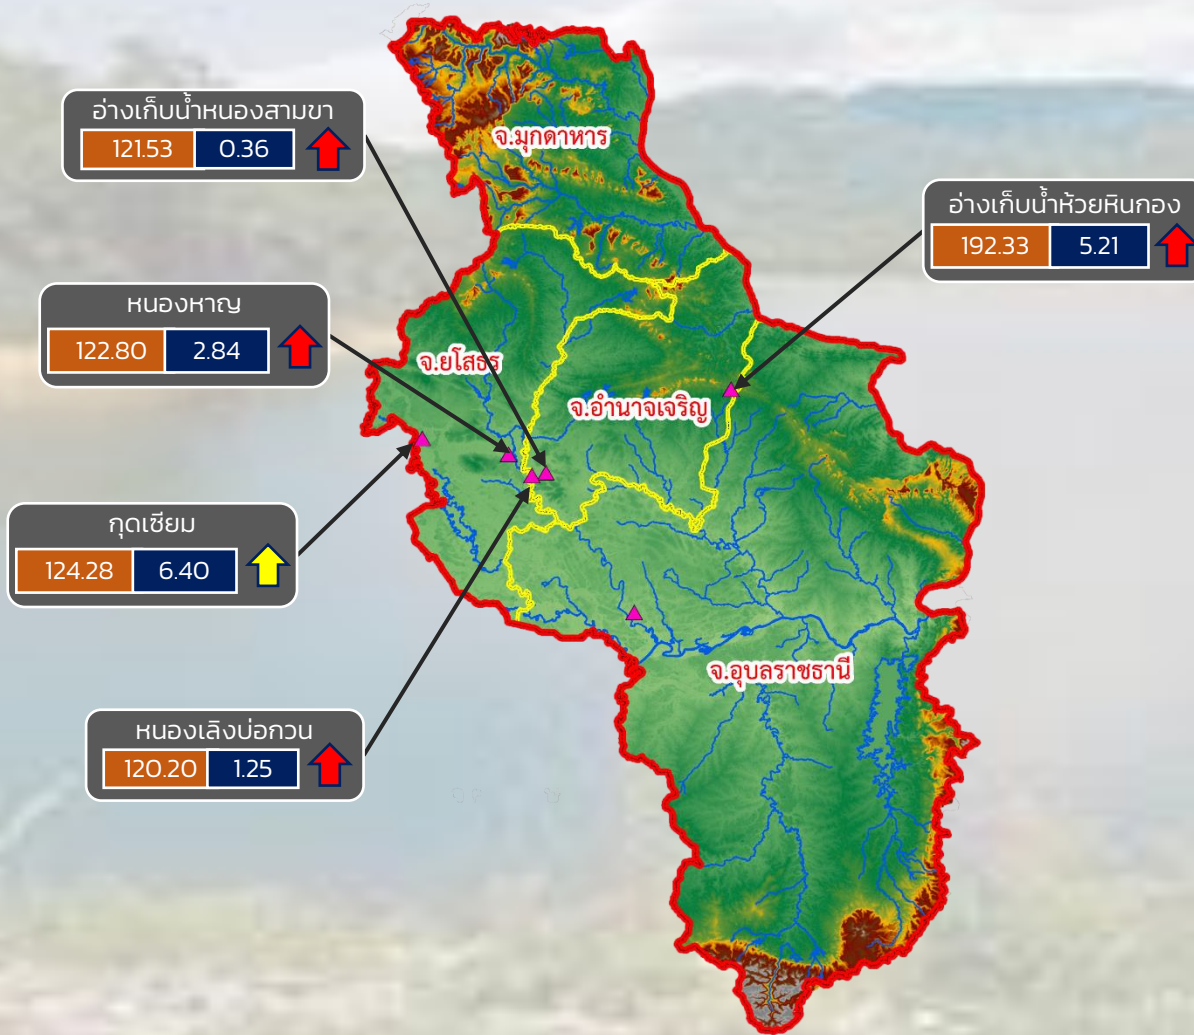 อ่างเก็บน้ำหนองสามขา
121.53 0.36
จ.มุกดาหาร
อ่างเก็บน้ำห้วยหินกอง
192.33 5.21
หนองหาญ
122.80 2.84
จ.ยโสธร
จ.อำนาจเจริญ
กุดเซียม
124.28 6.40
จ.อุบลราชธานี
หนองเลิงบ่อกวน
120.20 1.25